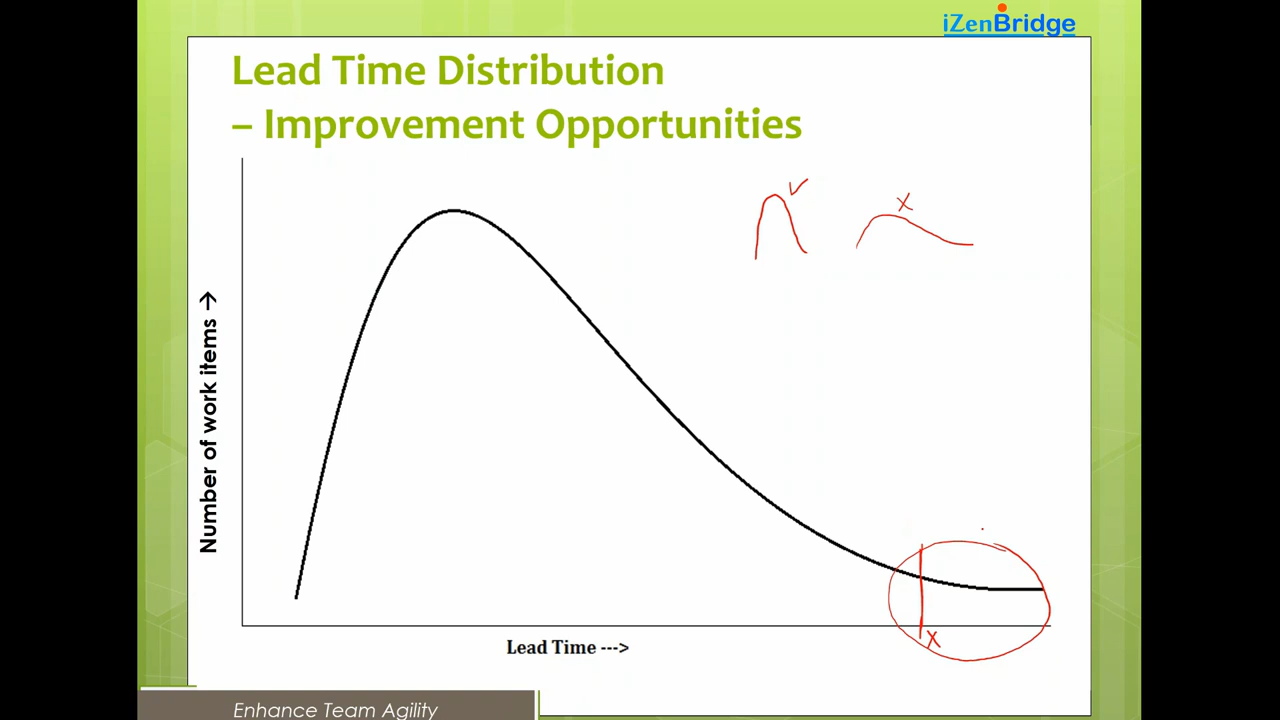 iZenBridge
Lead Time Distribution
– Improvement Opportunities
Number of work items →
x
x
Lead Time --->
Enhance Team Agility